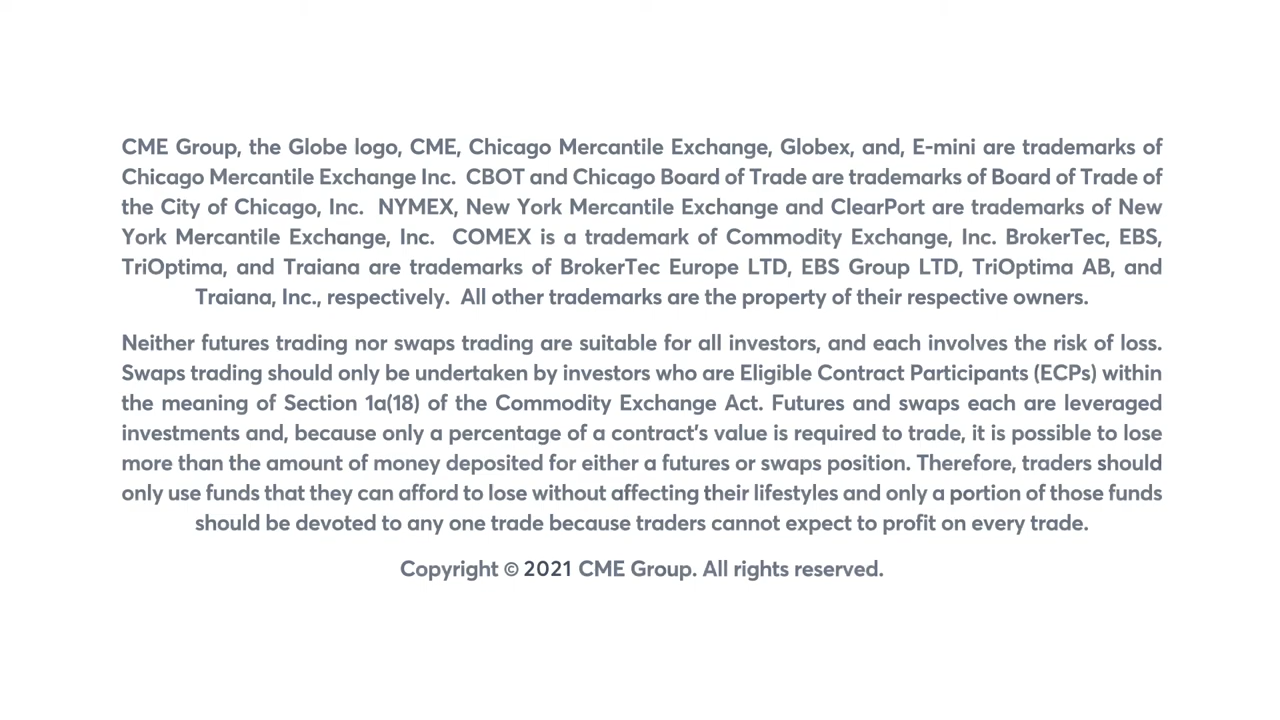 CME Group, the Globe logo, CME, Chicago Mercantile Exchange, Globex, and, E-mini are trademarks of
Chicago Mercantile Exchange Inc.  CBOT and Chicago Board of Trade are trademarks of Board of Trade of
the City of Chicago, Inc.  NYMEX, New York Mercantile Exchange and ClearPort are trademarks of New
York Mercantile Exchange, Inc.  COMEX is a trademark of Commodity Exchange, Inc. BrokerTec, EBS,
TriOptima, and Traiana are trademarks of BrokerTec Europe LTD, EBS Group LTD, TriOptima AB, and
Traiana, Inc., respectively.  All other trademarks are the property of their respective owners.
Neither futures trading nor swaps trading are suitable for all investors, and each involves the risk of loss.
Swaps trading should only be undertaken by investors who are Eligible Contract Participants (ECPs) within
the meaning of Section 1a(18) of the Commodity Exchange Act. Futures and swaps each are leveraged
investments and, because only a percentage of a contract's value is required to trade, it is possible to lose
more than the amount of money deposited for either a futures or swaps position. Therefore, traders should
only use funds that they can afford to lose without affecting their lifestyles and only a portion of those funds
should be devoted to any one trade because traders cannot expect to profit on every trade.
Copyright © 2021 CME Group. All rights reserved.